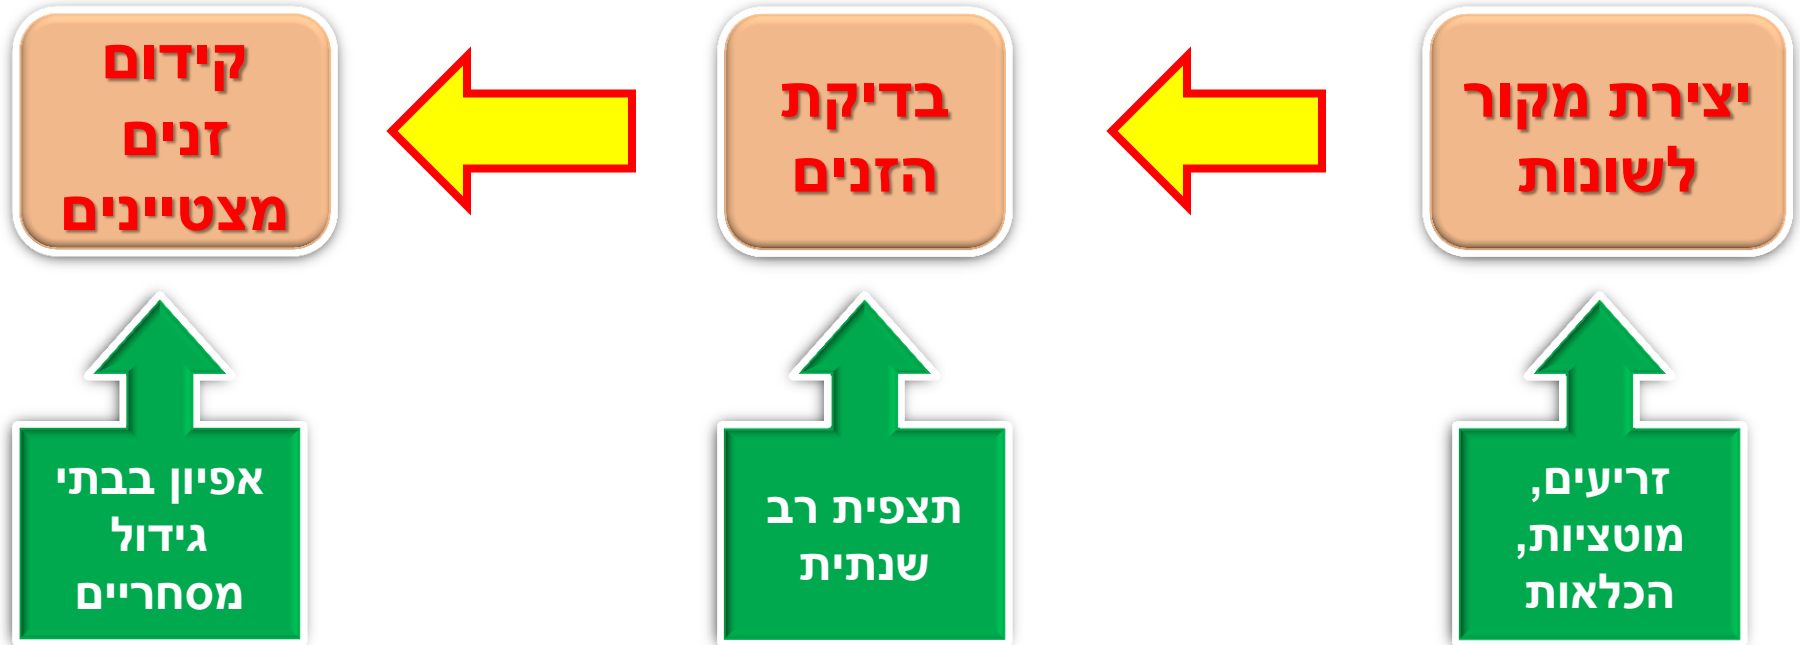 יצירת מקור
לשונות
בדיקת
הזנים
קידום
זנים
מצטיינים
זריעים,
מוטציות,
הכלאות
תצפית רב
שנתית
אפיון בבתי
גידול
מסחריים